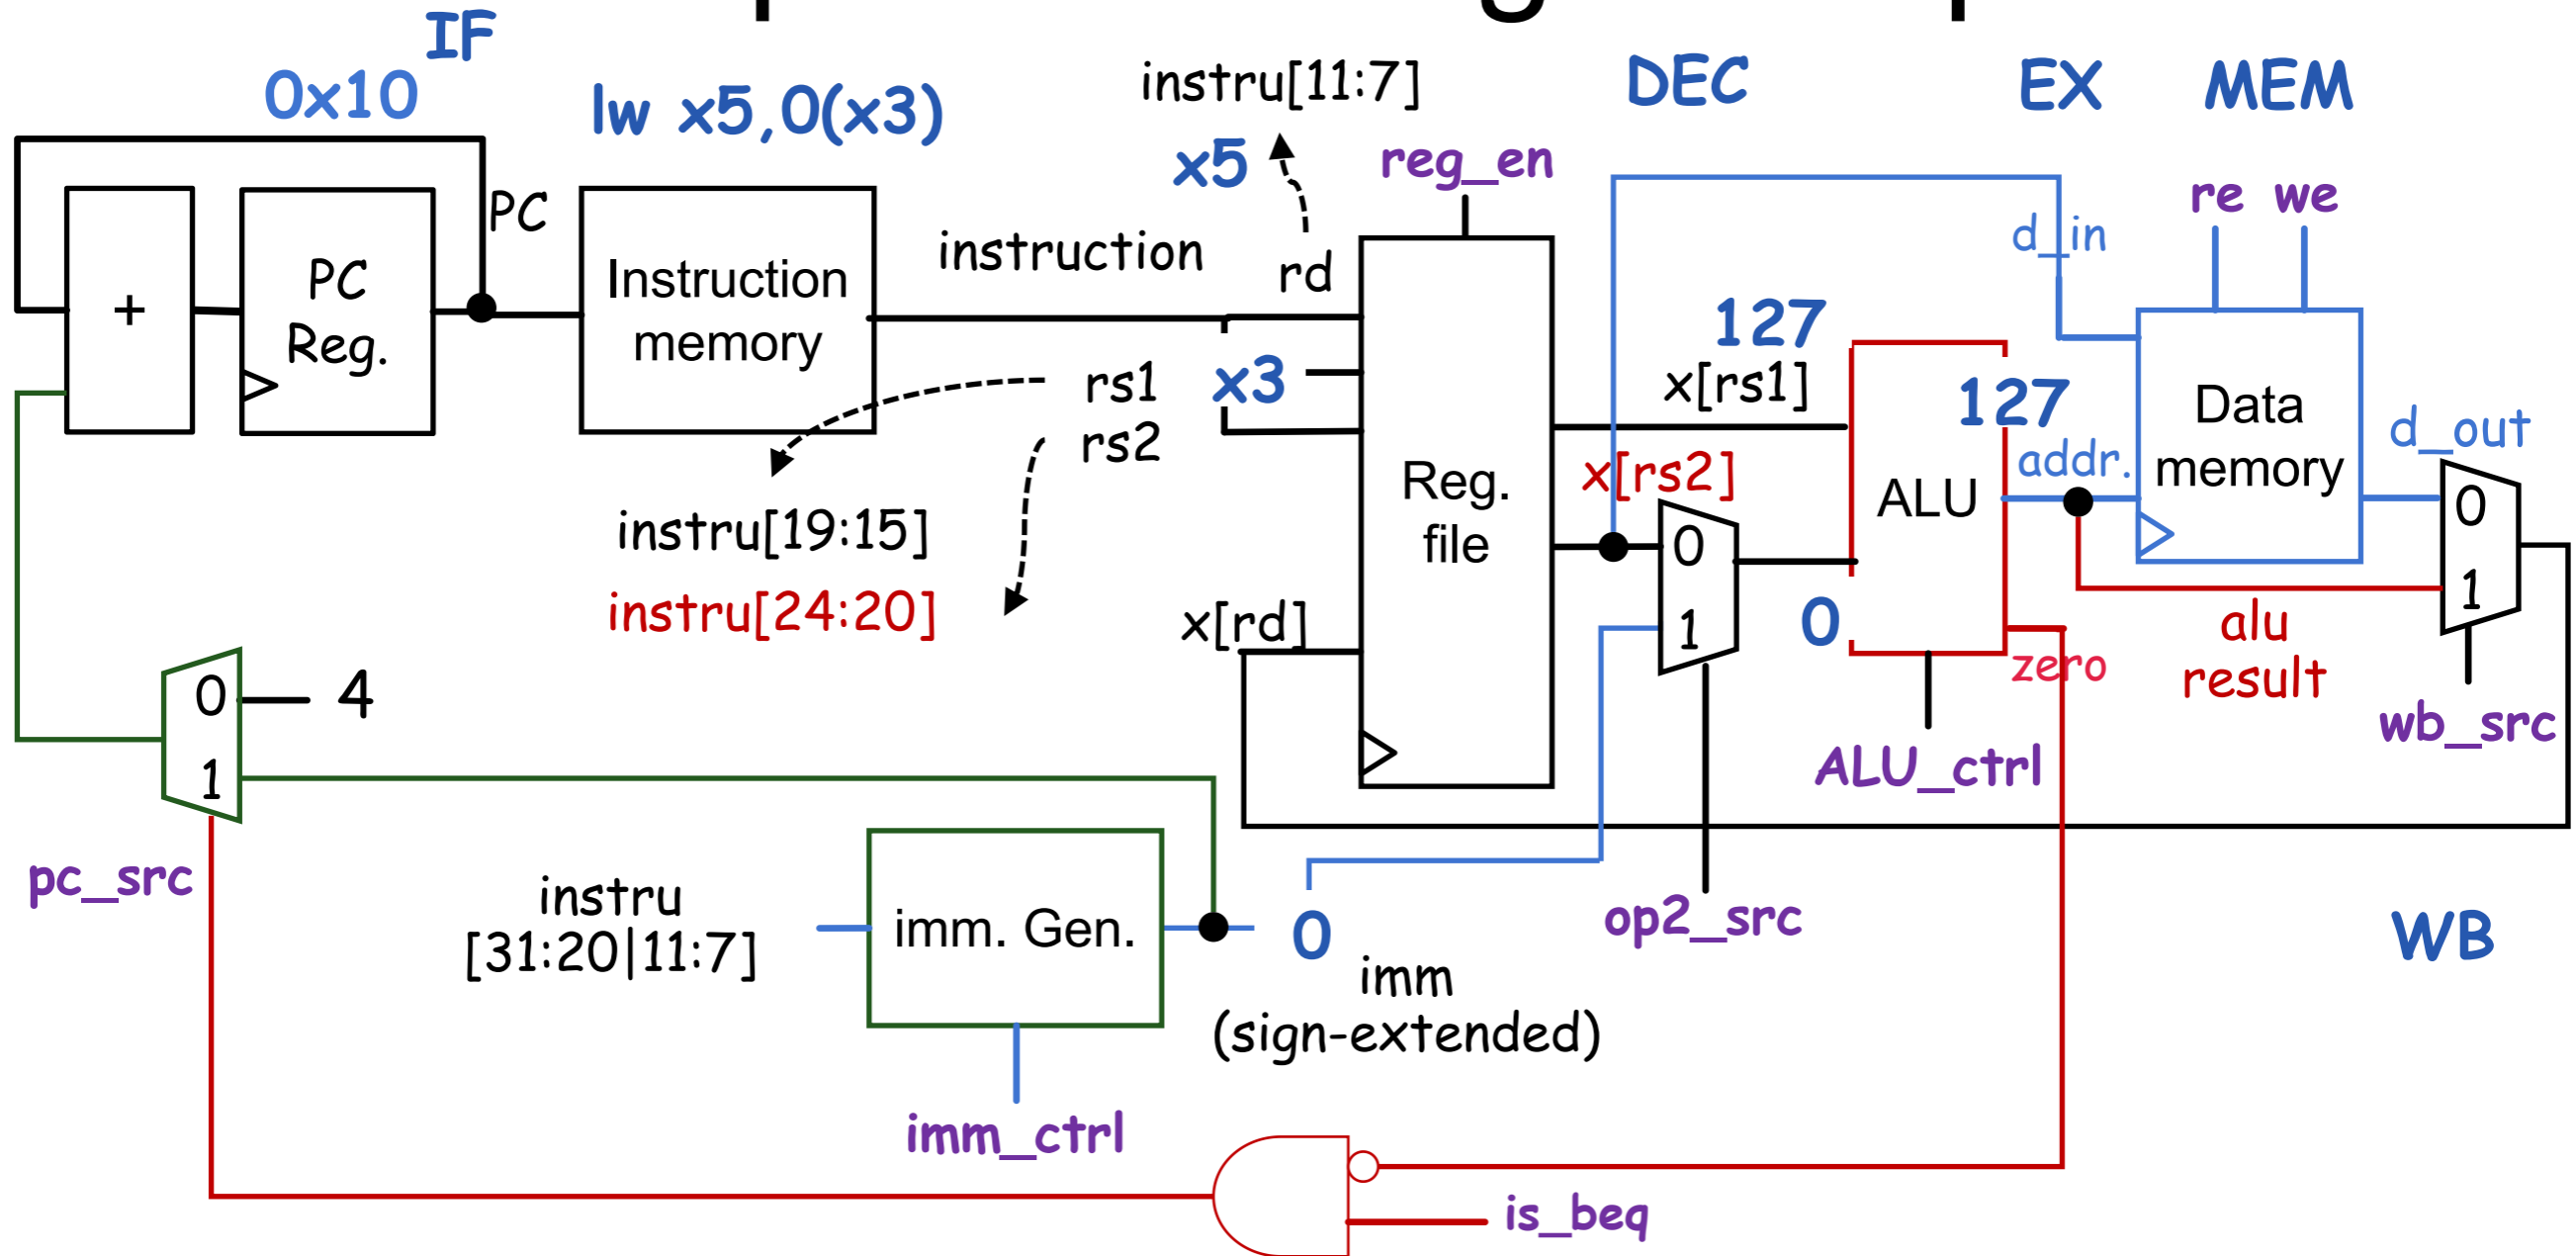 IF
0x10
lw x5,0(x3)
instru[11:7]
x5
reg_en
DEC
EX
MEM
re we
PC
+
PC
Reg.
Instruction
memory
instruction
rd
d_in
127
x[rs1]
127
rs1
x3
rs2
Data
memory
d_out
addr.
Reg.
file
x[rs2]
ALU
0
1
0
1
instru[19:15]
instru[24:20]
x[rd]
0
zero
alu
result
wb_src
0
4
1
ALU_ctrl
pc_src
instru
[31:20|11:7]
imm. Gen.
0
imm
(sign-extended)
op2_src
WB
imm_ctrl
is_beq